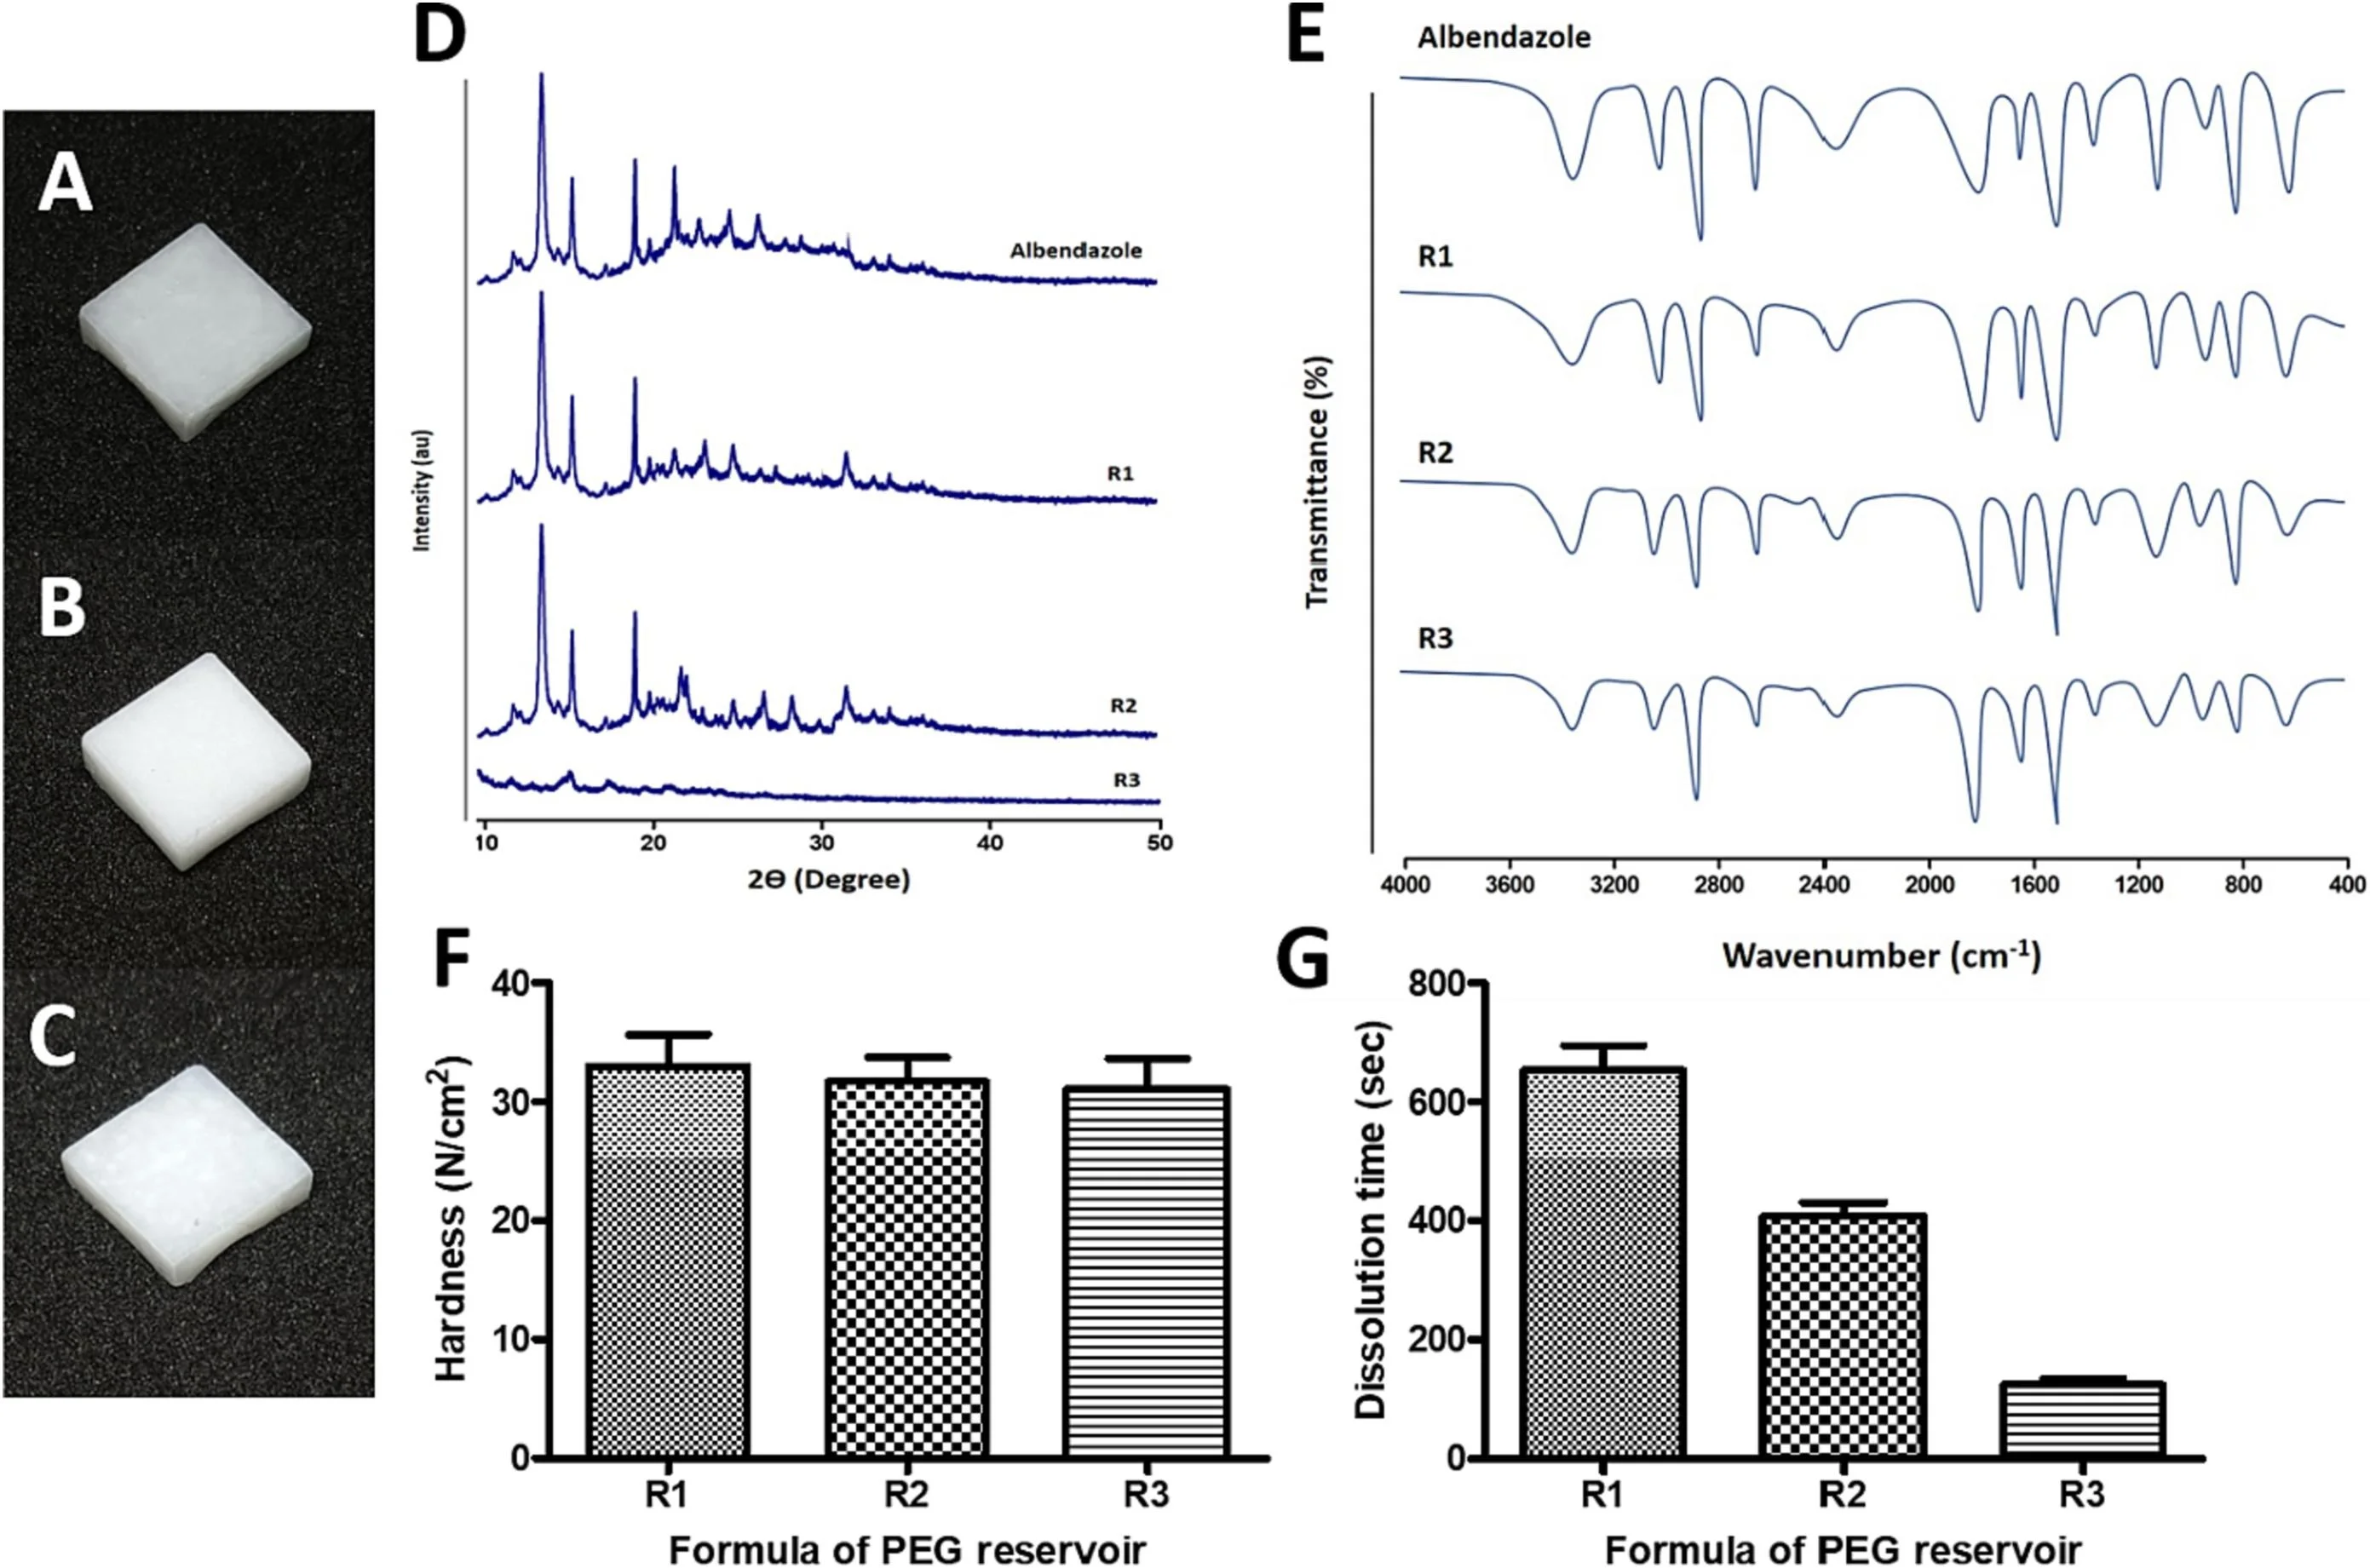 A
B
C
D
Intensity (au)
Albendazole
R1
R2
R3
10 20 30 40 50
2Ɵ (Degree)
E
Transmittance (%)
Albendazole
R1
R2
R3
4000 3600 3200 2800 2400 2000 1600 1200 800 400
Wavenumber (cm-1)
F
Hardness (N/cm2)
40
30
20
10
0
R1 R2 R3
Formula of PEG reservoir
G
Dissolution time (sec)
800
600
400
200
0
R1 R2 R3
Formula of PEG reservoir